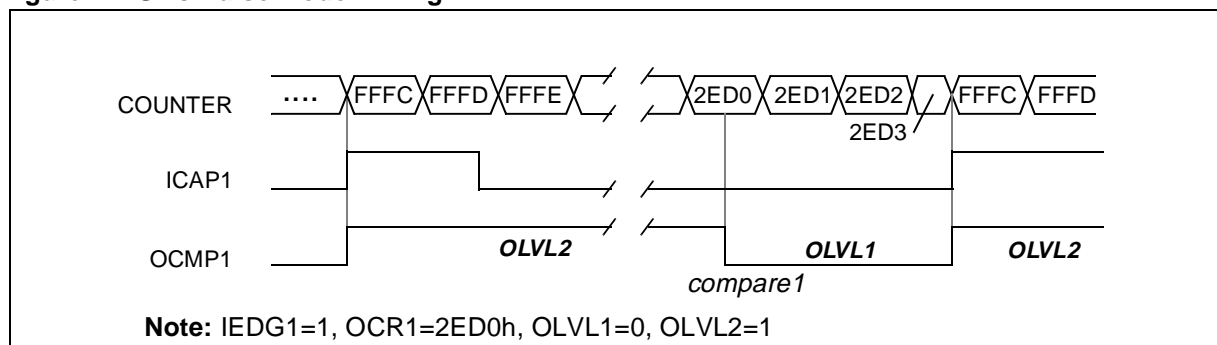 COUNTER .... FFFC FFFD FFFE 2ED0 2ED1 2ED2 FFFC FFFD
2ED3
ICAP1
OCMP1 OLVL2 OLVL1 OLVL2
compare1
Note: IEDG1=1, OCR1=2ED0h, OLVL1=0, OLVL2=1